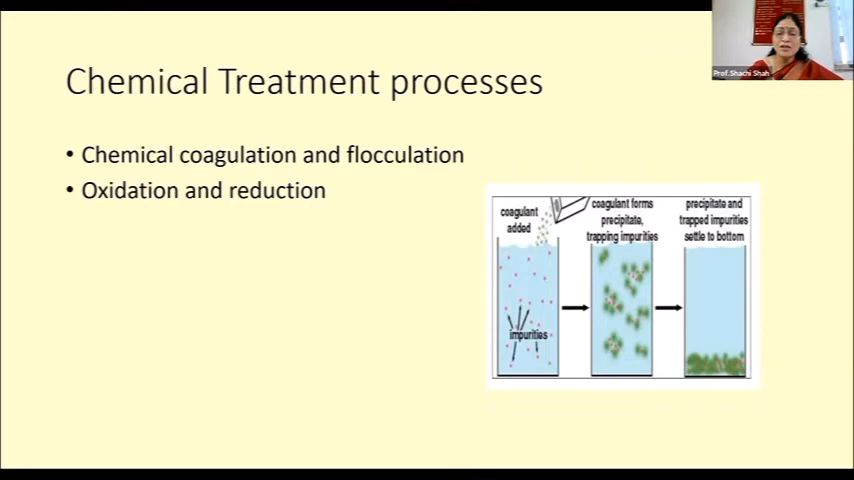 Prof.Shachi Shah
Chemical Treatment processes
• Chemical coagulation and flocculation
• Oxidation and reduction
coagulant
added
impurities
coagulant forms
precipitate,
trapping impurities
precipitate and
trapped impurities
settle to bottom